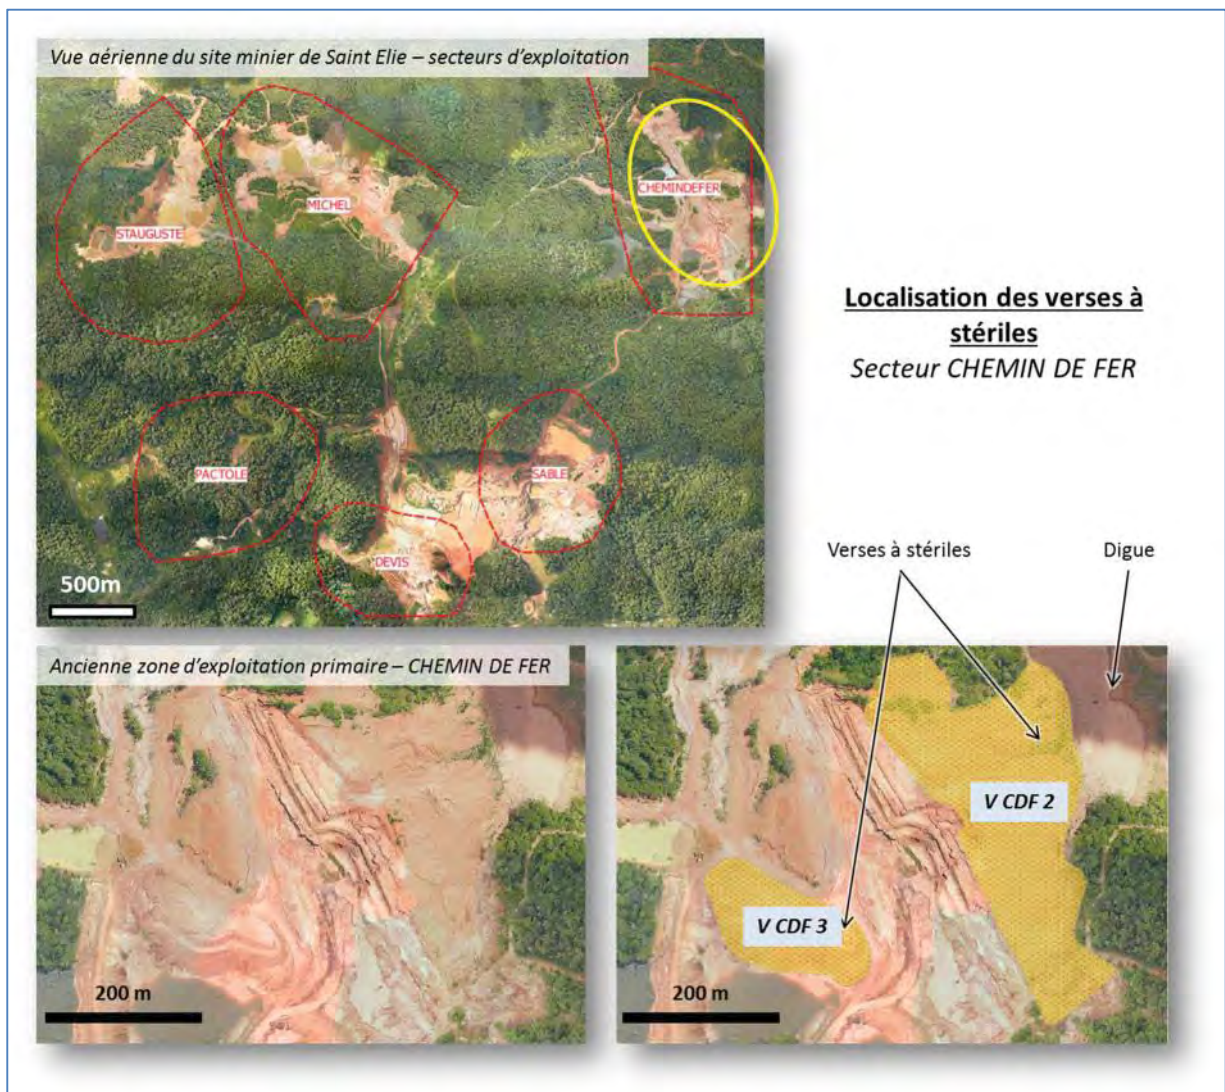 Vue aérienne du site minier de Saint Elie – secteurs d’exploitation
CHEMINDEFER
MICHEL
STAUGUSTE
PACTOLE
SABLE
DEVIS
500m
Localisation des verses à
stériles
Secteur CHEMIN DE FER
Verses à stériles
Digue
Ancienne zone d’exploitation primaire – CHEMIN DE FER
200 m
V CDF 2
V CDF 3
200 m